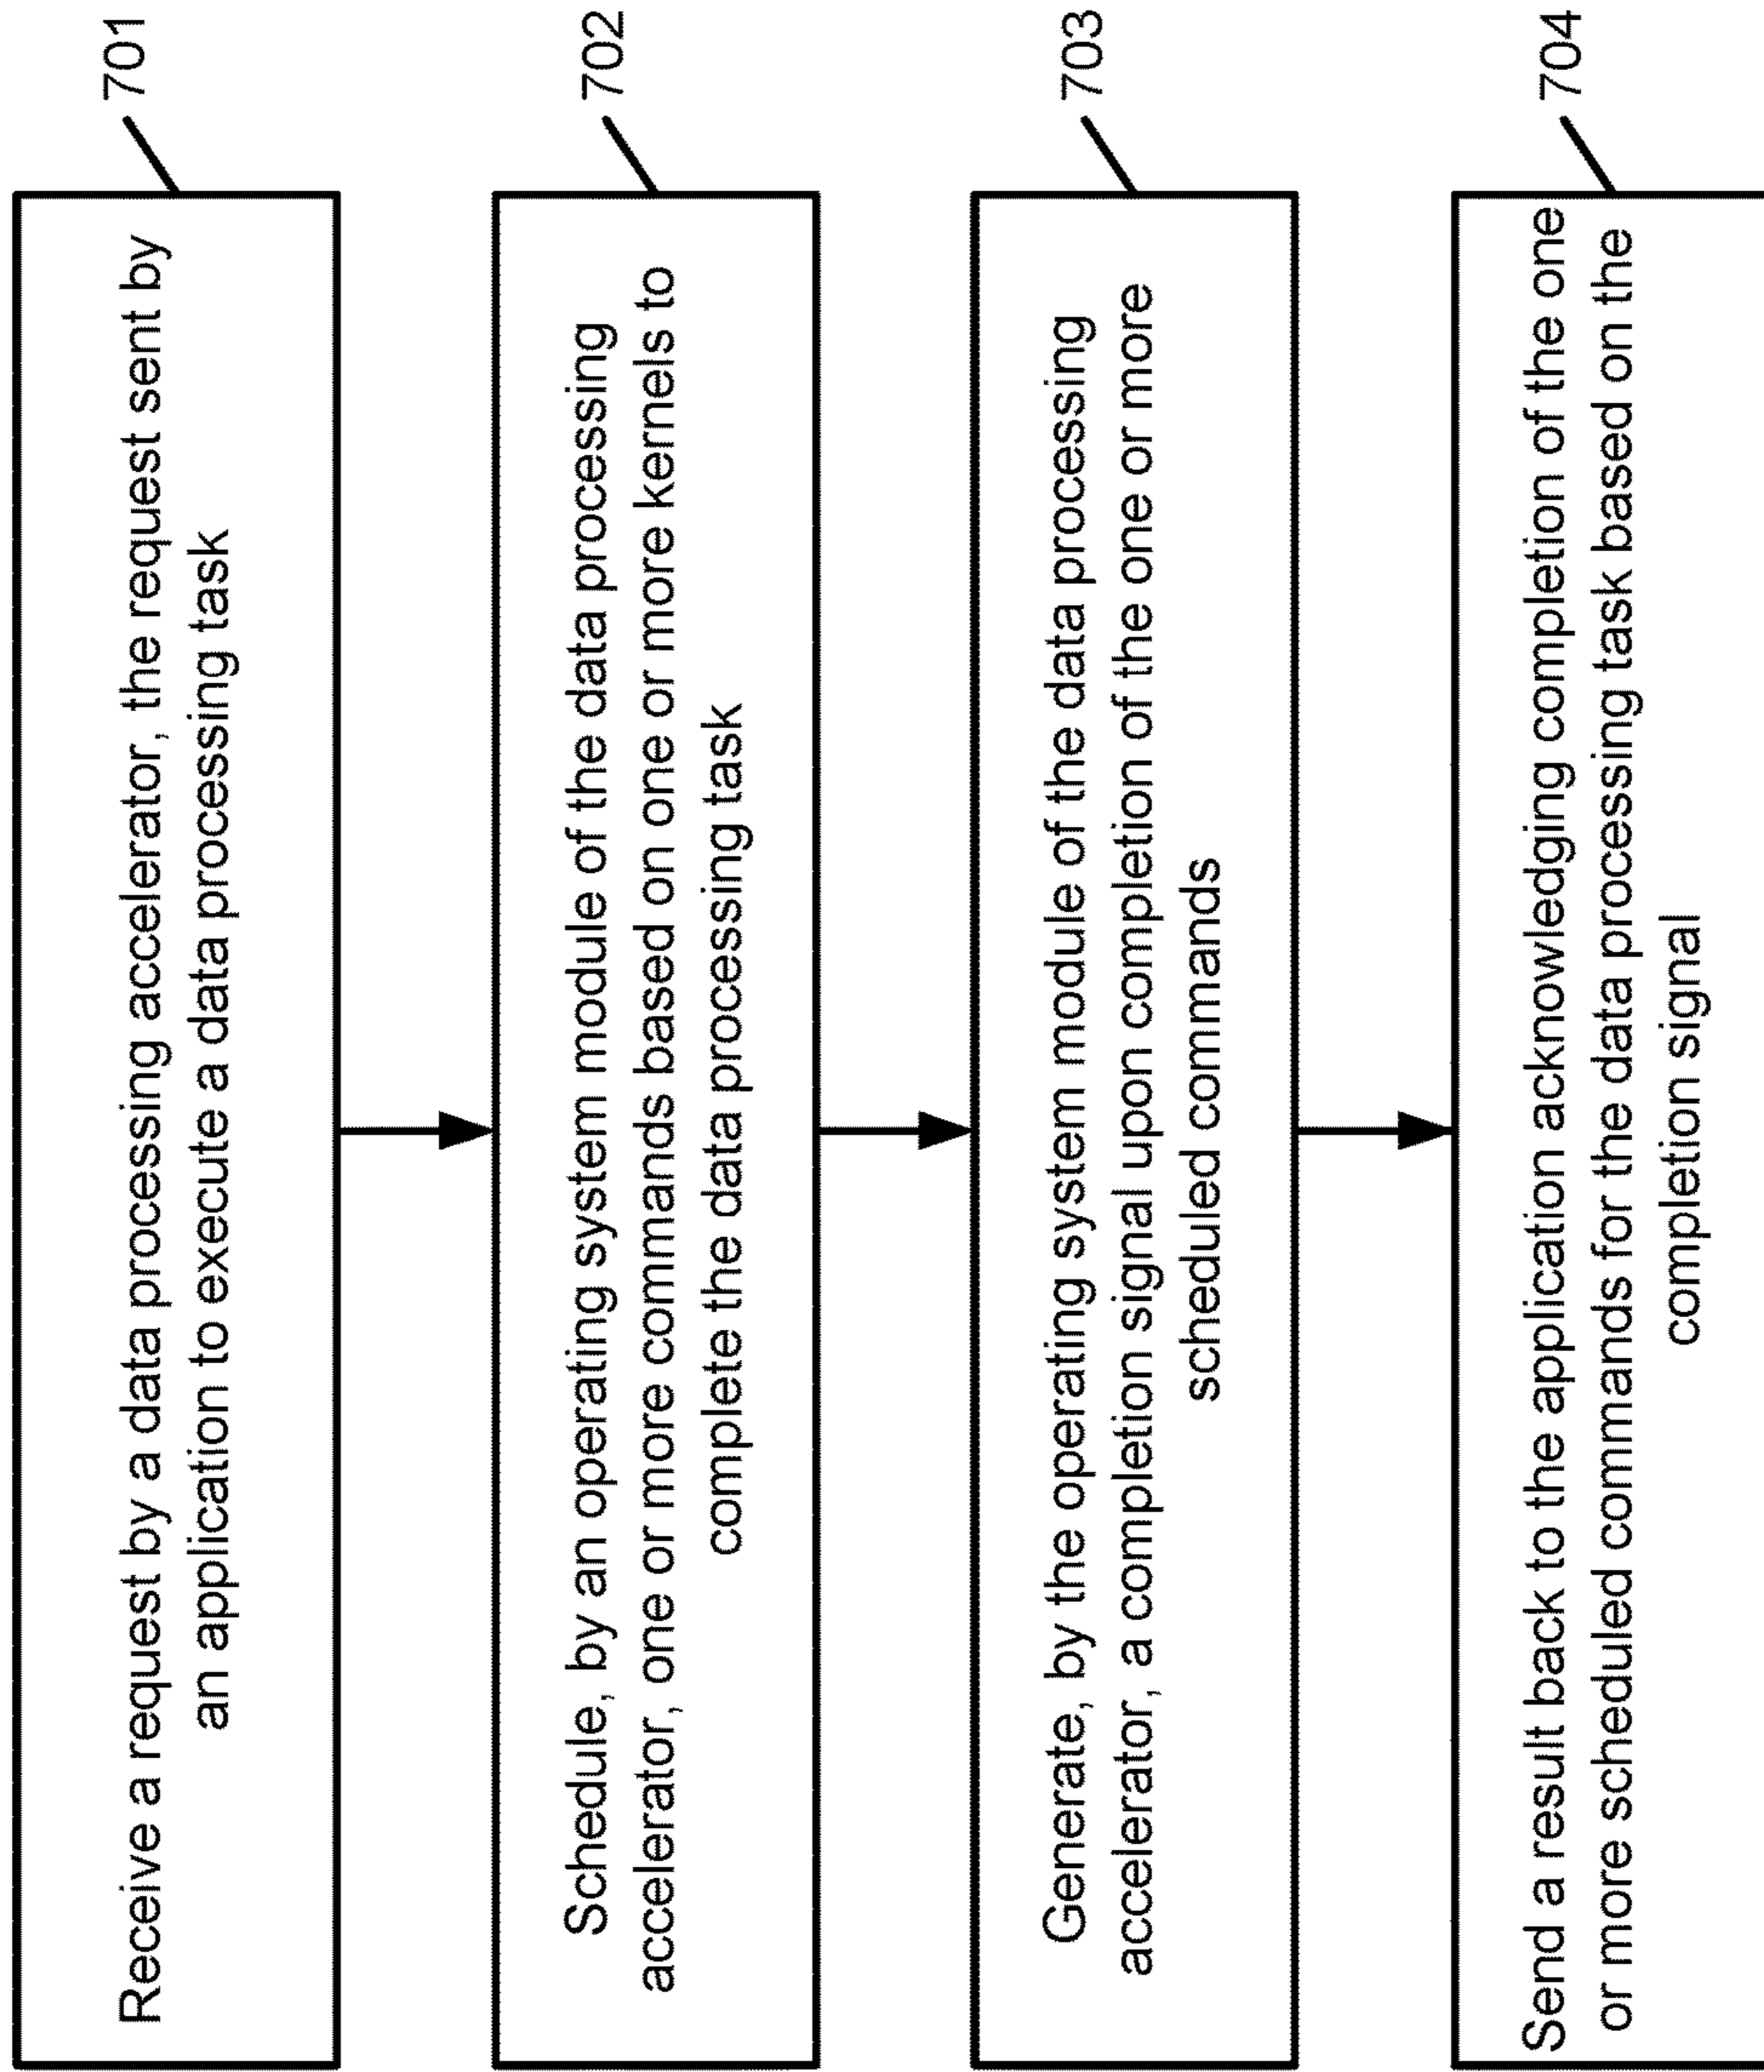 701
Receive a request by a data processing accelerator, the request sent by
an application to execute a data processing task
702
Schedule, by an operating system module of the data processing
accelerator, one or more commands based on one or more kernels to
complete the data processing task
703
Generate, by the operating system module of the data processing
accelerator, a completion signal upon completion of the one or more
scheduled commands
704
Send a result back to the application acknowledging completion of the one
or more scheduled commands for the data processing task based on the
completion signal